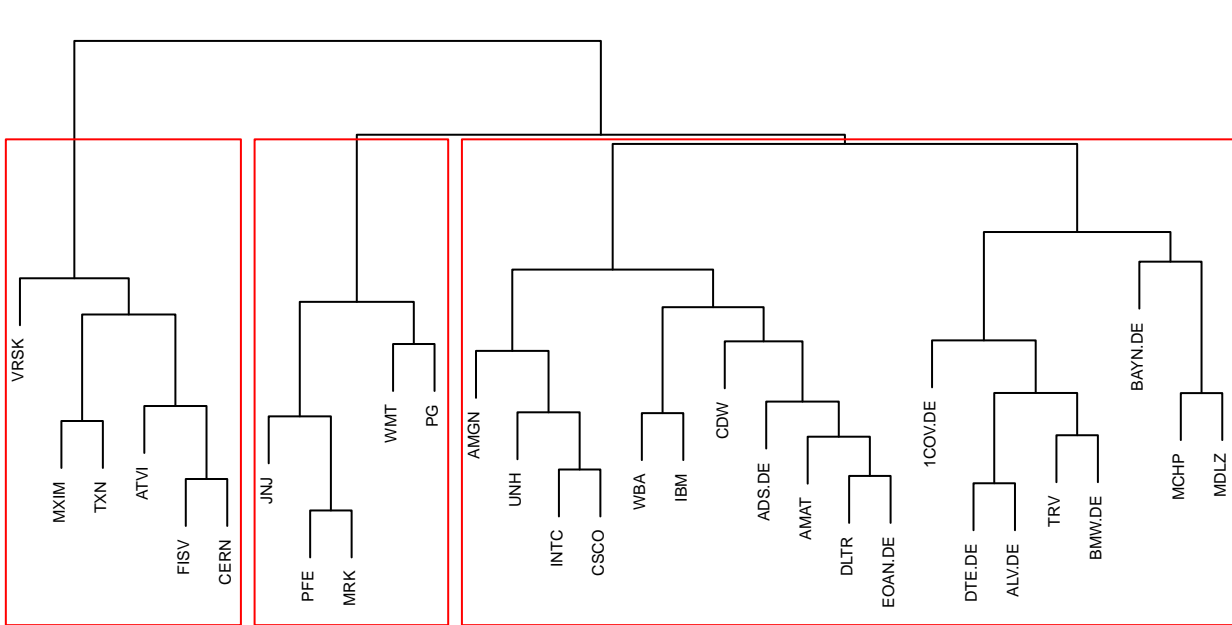 VRSK
MXIM
TXN
ATVI
FISV
CERN
JNJ
PFE
MRK
WMT
PG
AMGN
UNH
INTC
CSCO
WBA
IBM
CDW
ADS.DE
AMAT
DLTR
EOAN.DE
1COV.DE
DTE.DE
ALV.DE
TRV
BMW.DE
BAYN.DE
MCHP
MDLZ